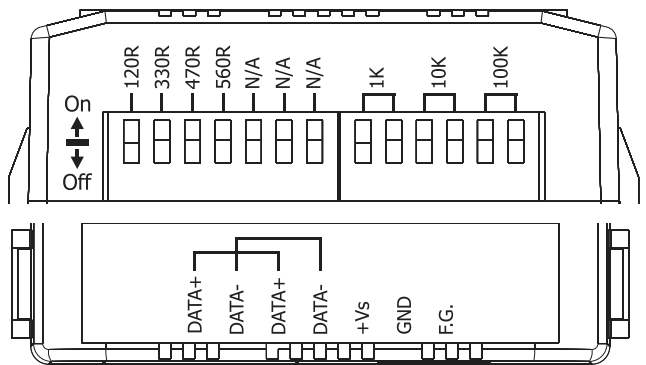 120R 330R 470R 560R N/A N/A N/A 1K 10K 100K
On
Off
DATA+ DATA- DATA+ DATA- +Vs GND F.G.